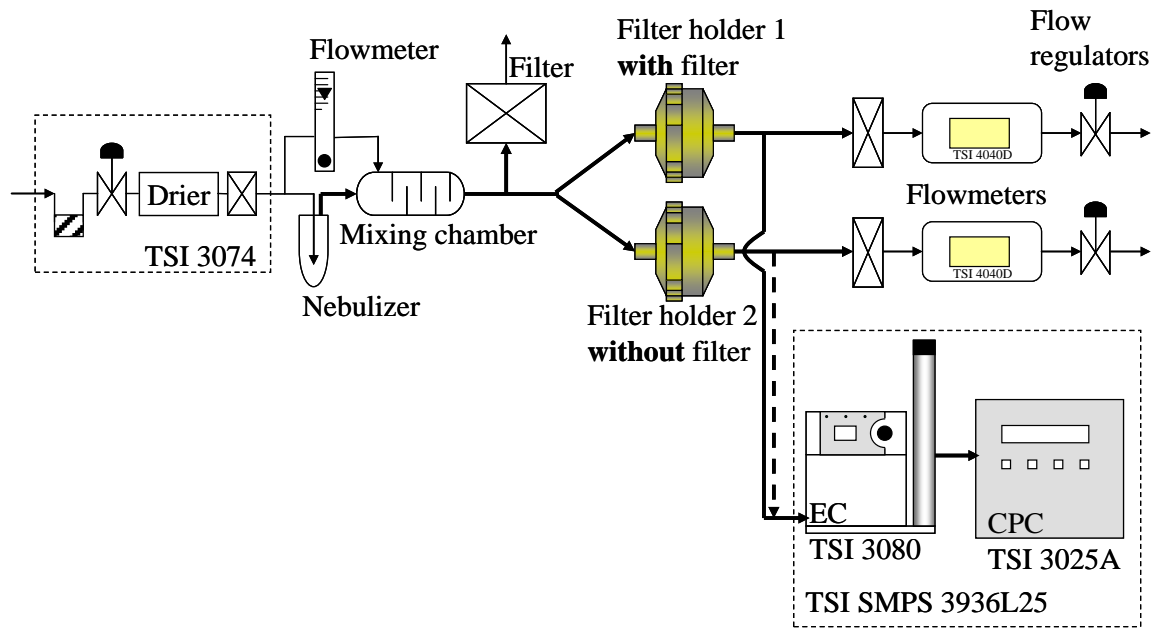 Flowmeter
Filter
Filter holder 1
with filter
Flow
regulators
Drier
TSI 3074
Nebulizer
Mixing chamber
TSI 4040D
Flowmeters
TSI 4040D
Filter holder 2
without filter
EC
TSI 3080
CPC
TSI 3025A
TSI SMPS 3936L25